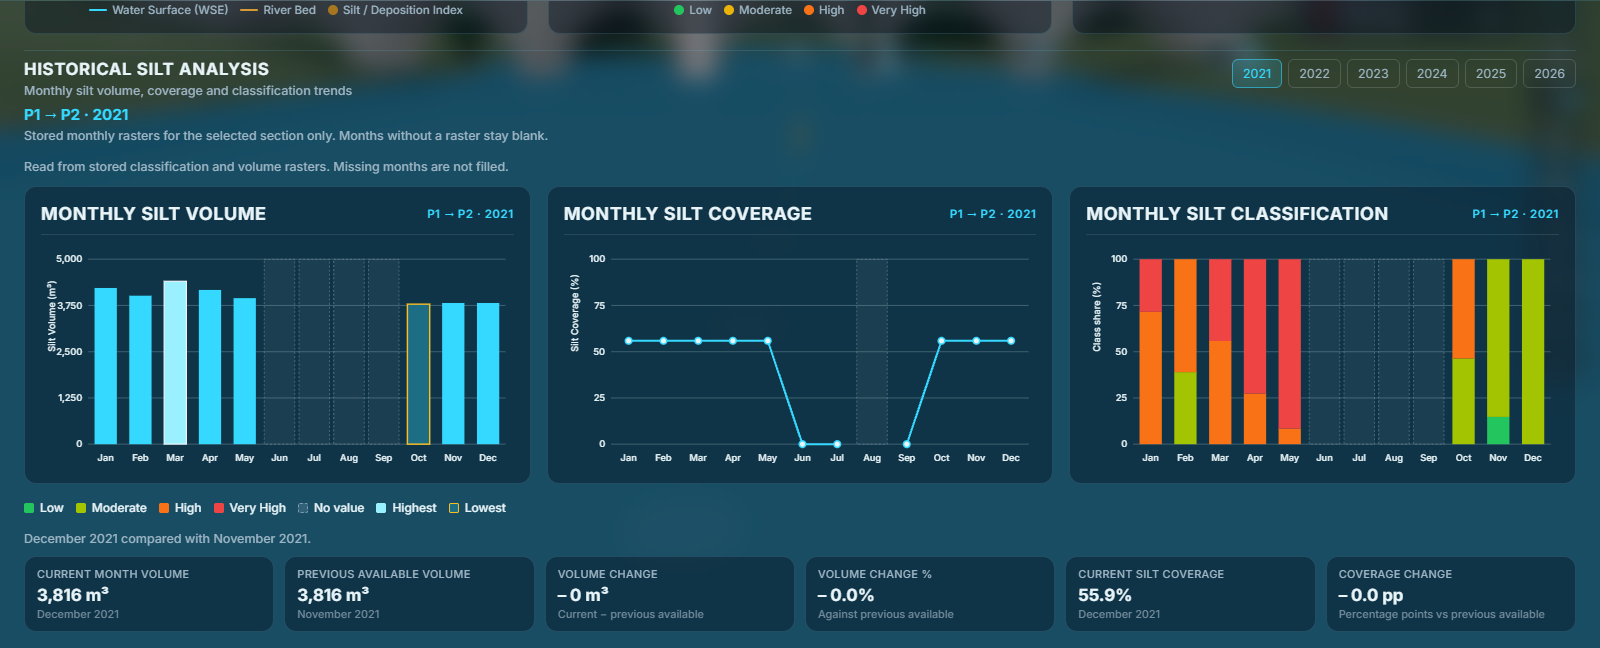 Water Surface (WSE) River Bed Silt / Deposition Index
Low Moderate High Very High
HISTORICAL SILT ANALYSIS
Monthly silt volume, coverage and classification trends
2021 2022 2023 2024 2025 2026
P1 → P2 · 2021
Stored monthly rasters for the selected section only. Months without a raster stay blank.
Read from stored classification and volume rasters. Missing months are not filled.
MONTHLY SILT VOLUME
P1 → P2 · 2021
Silt Volume (m³)
5,000
3,750
2,500
1,250
0
Jan Feb Mar Apr May Jun Jul Aug Sep Oct Nov Dec
MONTHLY SILT COVERAGE
P1 → P2 · 2021
Silt Coverage (%)
100
75
50
25
0
Jan Feb Mar Apr May Jun Jul Aug Sep Oct Nov Dec
MONTHLY SILT CLASSIFICATION
P1 → P2 · 2021
Class share (%)
100
75
50
25
0
Jan Feb Mar Apr May Jun Jul Aug Sep Oct Nov Dec
Low Moderate High Very High No value Highest Lowest
December 2021 compared with November 2021.
CURRENT MONTH VOLUME
3,816 m³
December 2021
PREVIOUS AVAILABLE VOLUME
3,816 m³
November 2021
VOLUME CHANGE
– 0 m³
Current – previous available
VOLUME CHANGE %
– 0.0%
Against previous available
CURRENT SILT COVERAGE
55.9%
December 2021
COVERAGE CHANGE
– 0.0 pp
Percentage points vs previous available